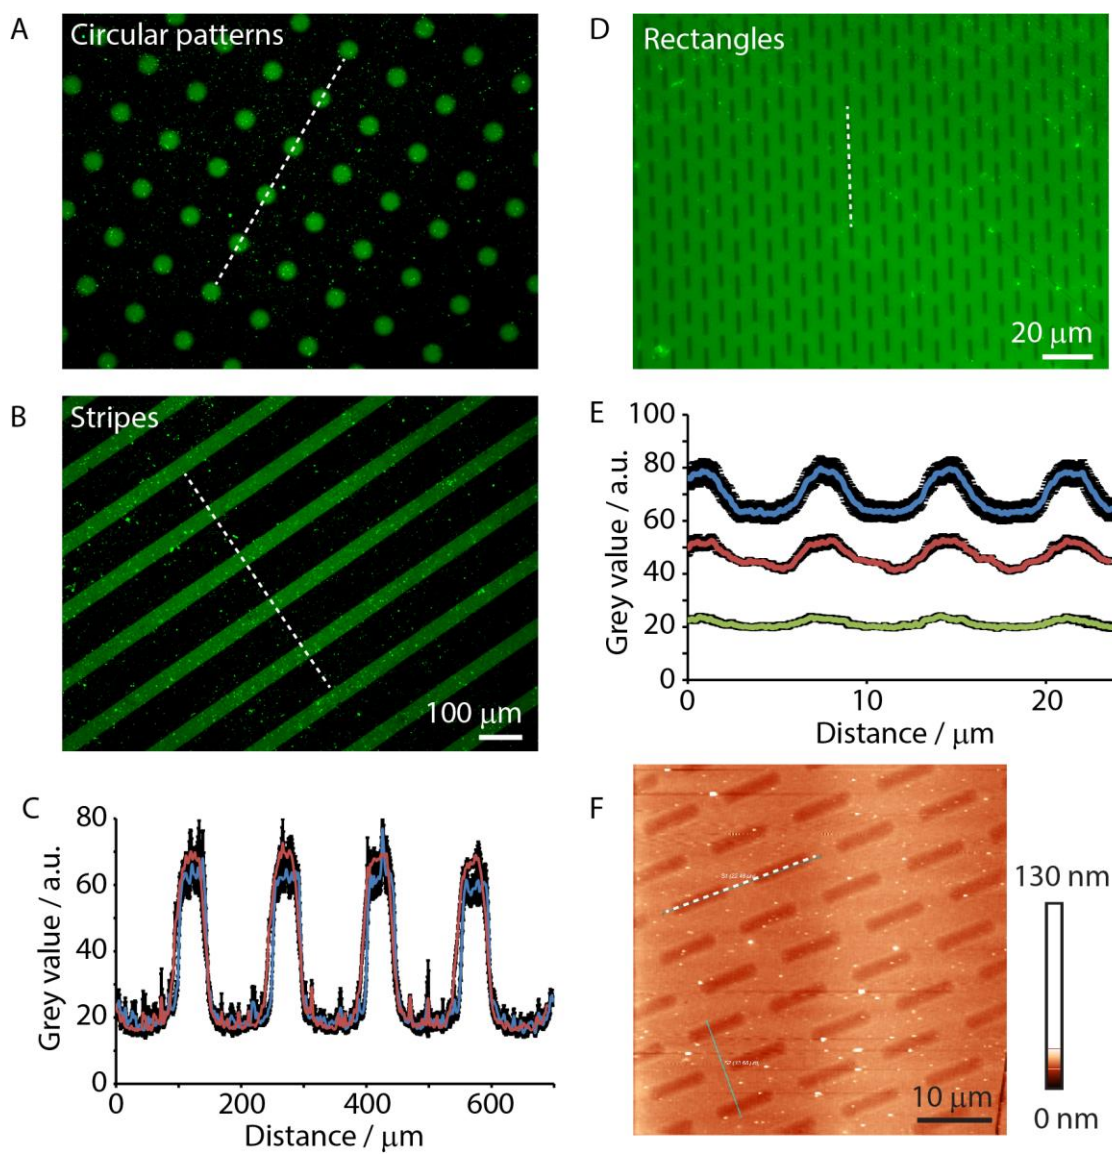 A
Circular patterns
B
Stripes
100 μm
C
Grey value / a.u.
80
60
40
20
0
0 200 400 600
Distance / μm
D
Rectangles
20 μm
E
Grey value / a.u.
100
80
60
40
20
0
0 10 20
Distance / μm
F
10 μm
130 nm
0 nm